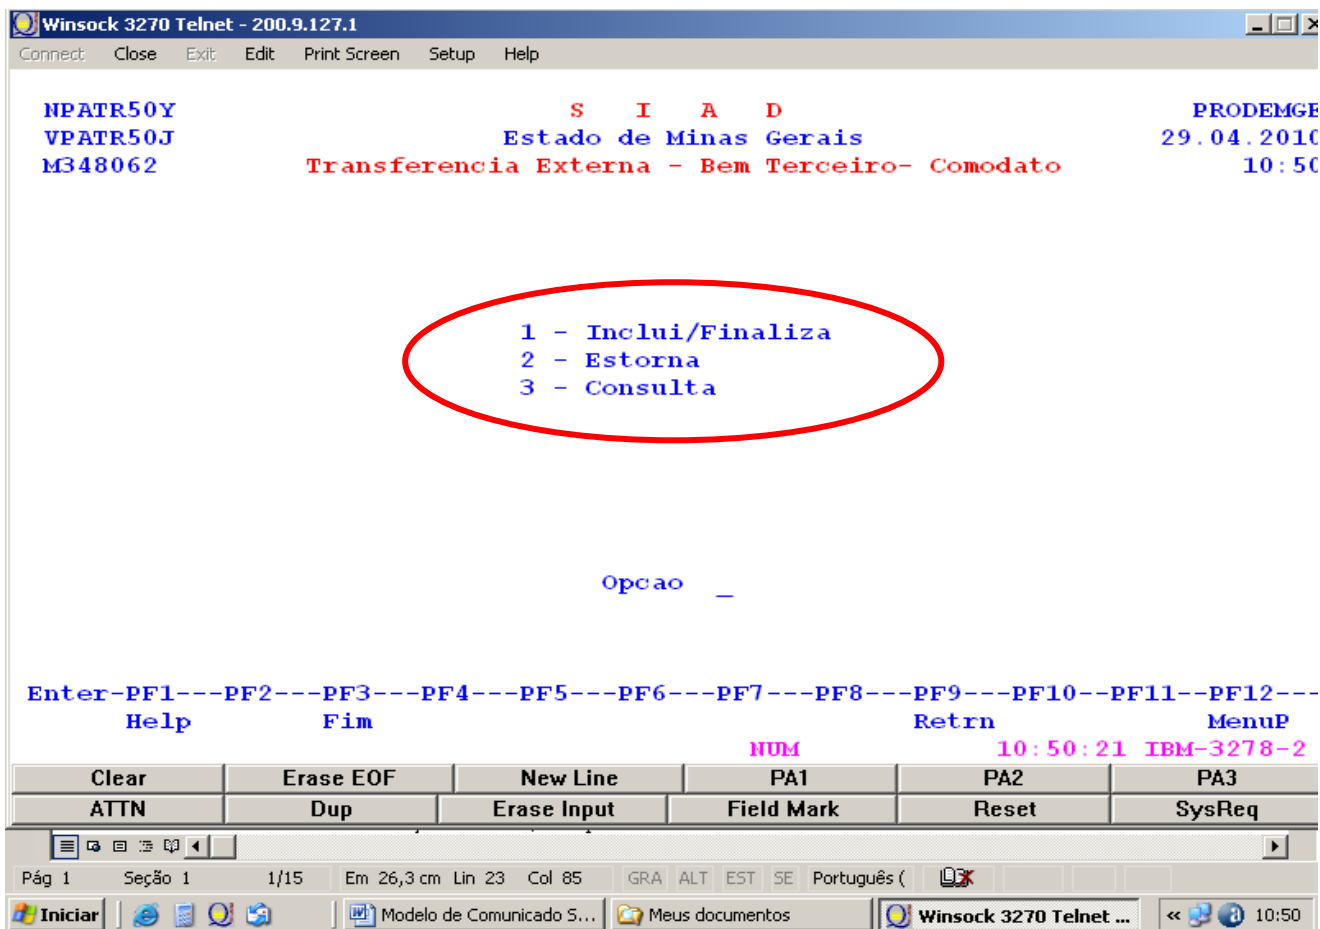 Winsock 3270 Telnet - 200.9.127.1
Connect Close Exit Edit Print Screen Setup Help
NPATR50Y S I A D PRODEMGE
VPATR50J Estado de Minas Gerais 29.04.2010
M348062 Transferencia Externa - Bem Terceiro- Comodato 10:50
1 - Inclui/Finaliza
2 - Estorna
3 - Consulta
Opcao _
Enter-PF1---PF2---PF3---PF4---PF5---PF6---PF7---PF8---PF9---PF10--PF11--PF12---
Help Fim Retrn MenuP
NUM 10:50:21 IBM-3278-2
Clear Erase EOF New Line PA1 PA2 PA3
ATTN Dup Erase Input Field Mark Reset SysReq
Pág 1 Seção 1 1/15 Em 26,3 cm Lin 23 Col 85 GRA ALT EST SE Português (
Iniciar Modelo de Comunicado S... Meus documentos Winsock 3270 Telnet ... « 10:50